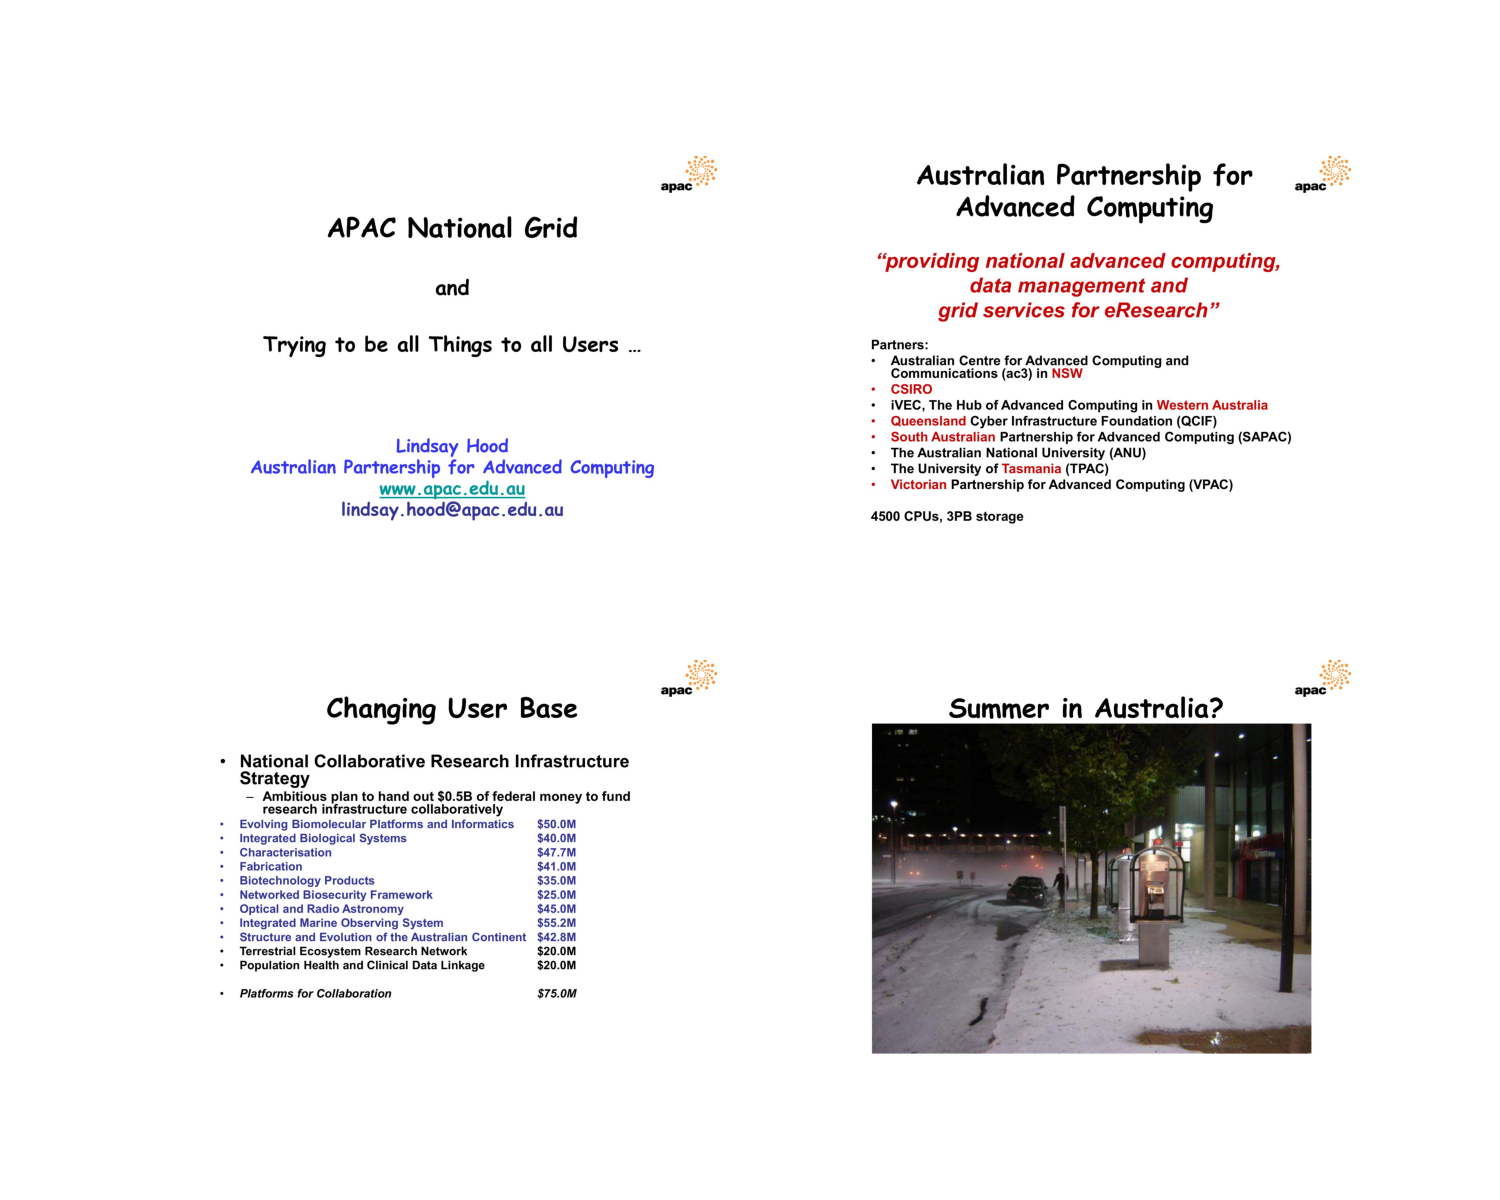 apac
APAC National Grid
and
Trying to be all Things to all Users ...
Lindsay Hood
Australian Partnership for Advanced Computing
www.apac.edu.au
lindsay.hood@apac.edu.au
apac
Australian Partnership for
Advanced Computing
“providing national advanced computing,
data management and
grid services for eResearch”
Partners:
• Australian Centre for Advanced Computing and
Communications (ac3) in NSW
• CSIRO
• iVEC, The Hub of Advanced Computing in Western Australia
• Queensland Cyber Infrastructure Foundation (QCIF)
• South Australian Partnership for Advanced Computing (SAPAC)
• The Australian National University (ANU)
• The University of Tasmania (TPAC)
• Victorian Partnership for Advanced Computing (VPAC)
4500 CPUs, 3PB storage
apac
Changing User Base
• National Collaborative Research Infrastructure
Strategy
– Ambitious plan to hand out $0.5B of federal money to fund
research infrastructure collaboratively
• Evolving Biomolecular Platforms and Informatics $50.0M
• Integrated Biological Systems $40.0M
• Characterisation $47.7M
• Fabrication $41.0M
• Biotechnology Products $35.0M
• Networked Biosecurity Framework $25.0M
• Optical and Radio Astronomy $45.0M
• Integrated Marine Observing System $55.2M
• Structure and Evolution of the Australian Continent $42.8M
• Terrestrial Ecosystem Research Network $20.0M
• Population Health and Clinical Data Linkage $20.0M
• Platforms for Collaboration $75.0M
apac
Summer in Australia?